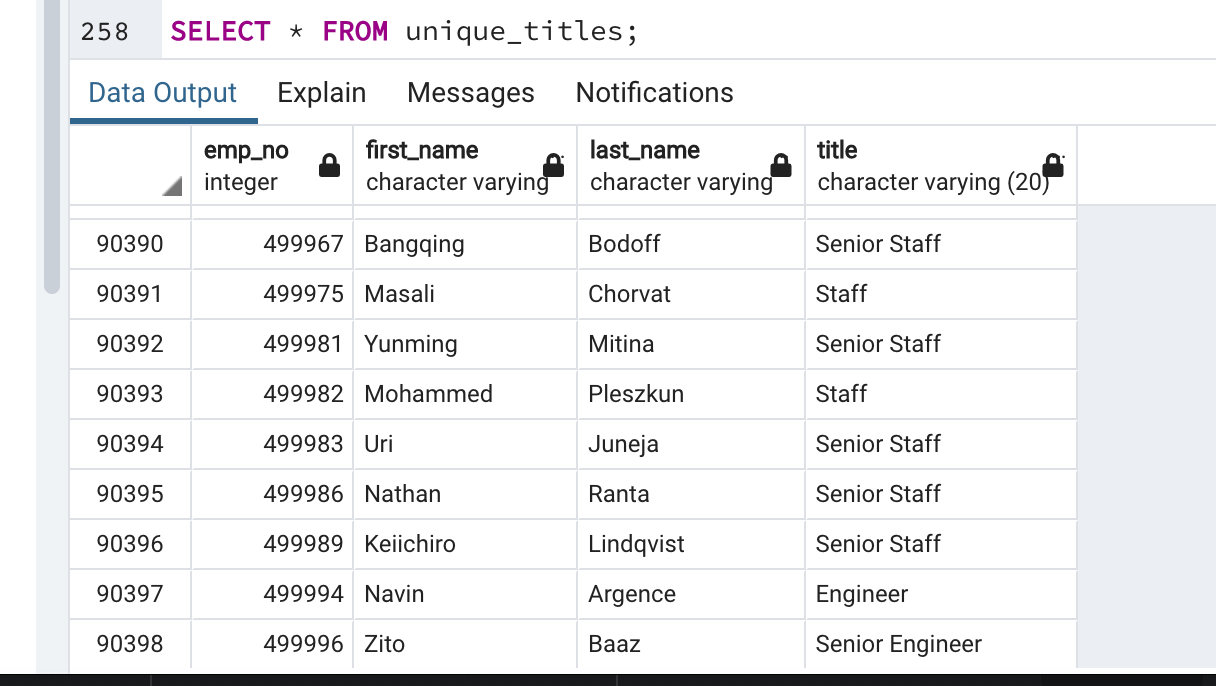 258 SELECT * FROM unique_titles;
Data Output Explain Messages Notifications
emp_no first_name last_name title
integer character varying character varying character varying (20)
90390 499967 Bangqing Bodoff Senior Staff
90391 499975 Masali Chorvat Staff
90392 499981 Yunming Mitina Senior Staff
90393 499982 Mohammed Pleszkun Staff
90394 499983 Uri Juneja Senior Staff
90395 499986 Nathan Ranta Senior Staff
90396 499989 Keiichiro Lindqvist Senior Staff
90397 499994 Navin Argence Engineer
90398 499996 Zito Baaz Senior Engineer